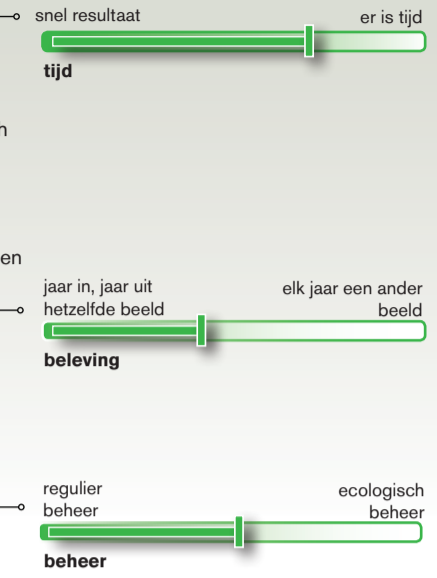 snel resultaat er is tijd
tijd
h
en
jaar in, jaar uit
hetzelfde beeld
elk jaar een ander
beeld
beleving
regulier
beheer
ecologisch
beheer
beheer